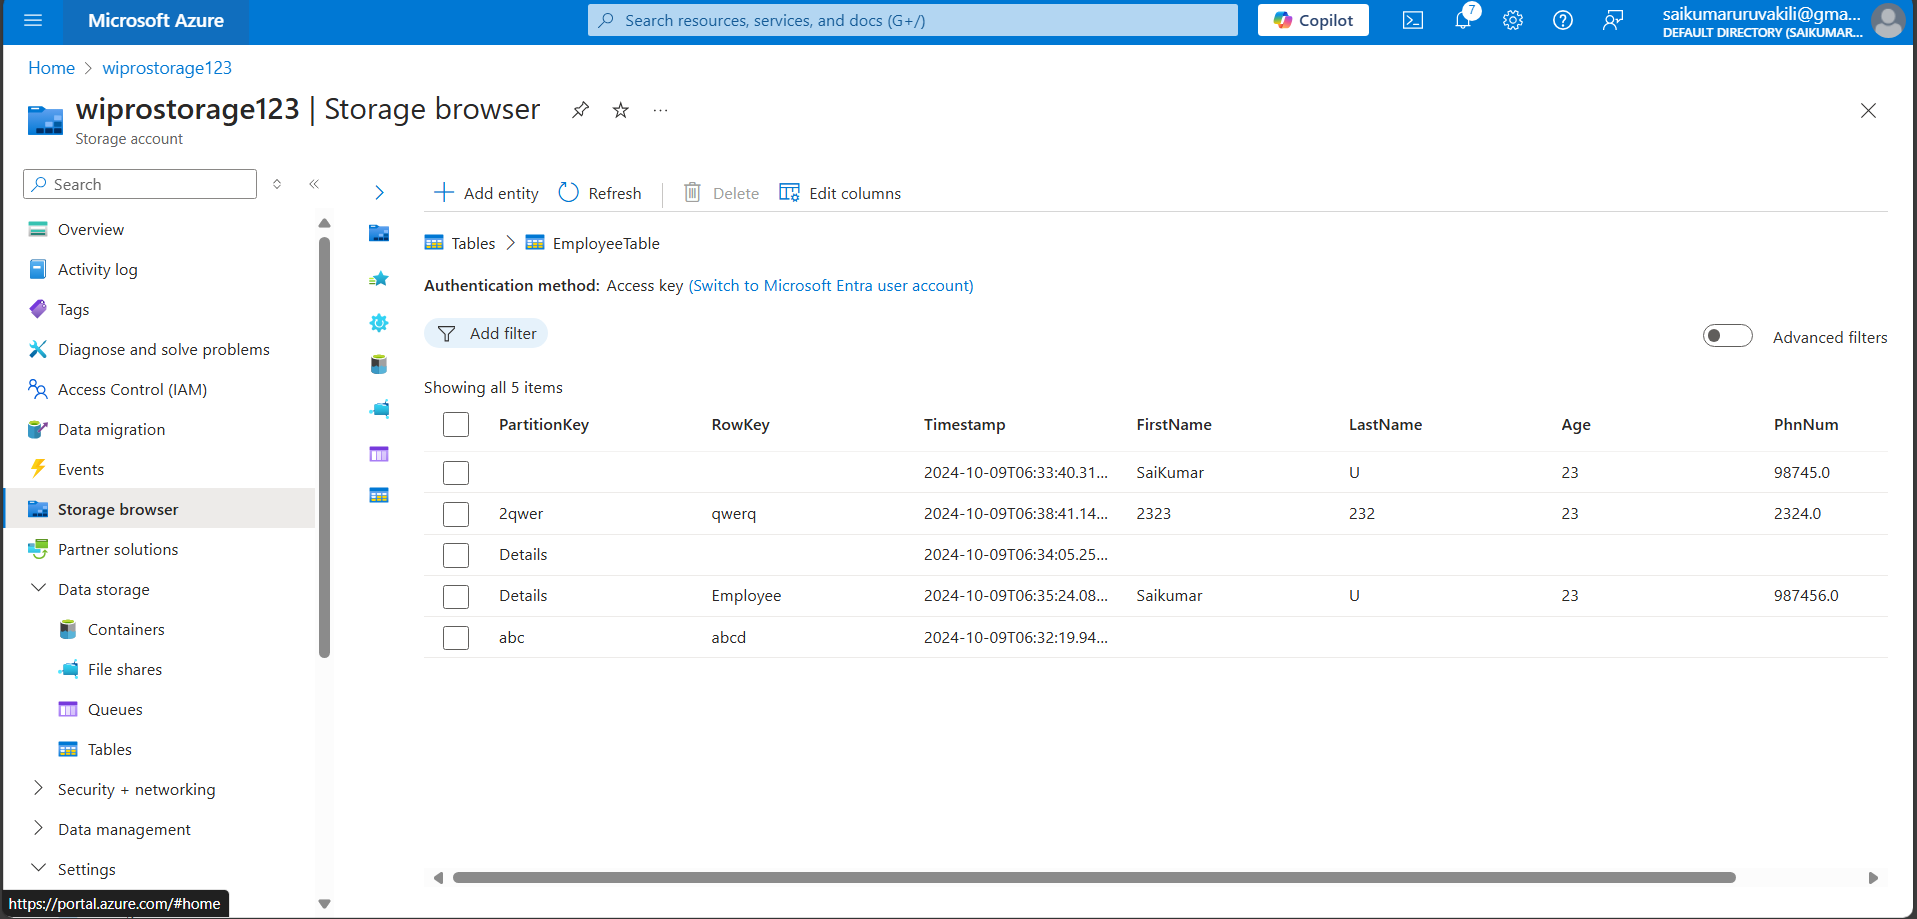 Microsoft Azure
Search resources, services, and docs (G+/)
Copilot
7
saikumaruruvakili@gma...
DEFAULT DIRECTORY (SAIKUMAR...
Home > wiprostorage123
wiprostorage123 | Storage browser
...
Storage account
Search
Overview
Activity log
Tags
Diagnose and solve problems
Access Control (IAM)
Data migration
Events
Storage browser
Partner solutions
Data storage
Containers
File shares
Queues
Tables
Security + networking
Data management
Settings
https://portal.azure.com/#home
Add entity Refresh Delete Edit columns
Tables > EmployeeTable
Authentication method: Access key (Switch to Microsoft Entra user account)
Add filter
Advanced filters
Showing all 5 items
PartitionKey RowKey Timestamp FirstName LastName Age PhnNum
2024-10-09T06:33:40.31... SaiKumar U 23 98745.0
2qwer qwerq 2024-10-09T06:38:41.14... 2323 232 23 2324.0
Details 2024-10-09T06:34:05.25...
Details Employee 2024-10-09T06:35:24.08... Saikumar U 23 987456.0
abc abcd 2024-10-09T06:32:19.94...